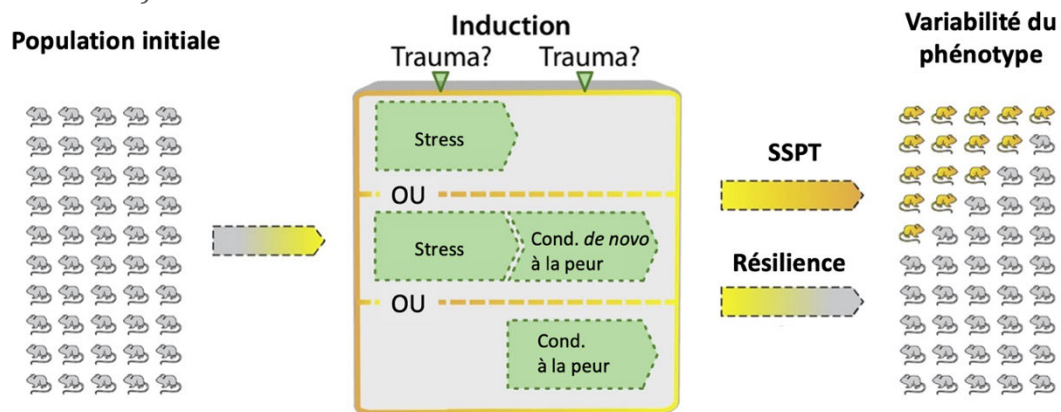 Population initiale
Induction
Trauma?
Trauma?
Variabilité du
phénotype
Stress
OU
Stress
Cond. de novo
à la peur
OU
Cond.
à la peur
SSPT
Résilience